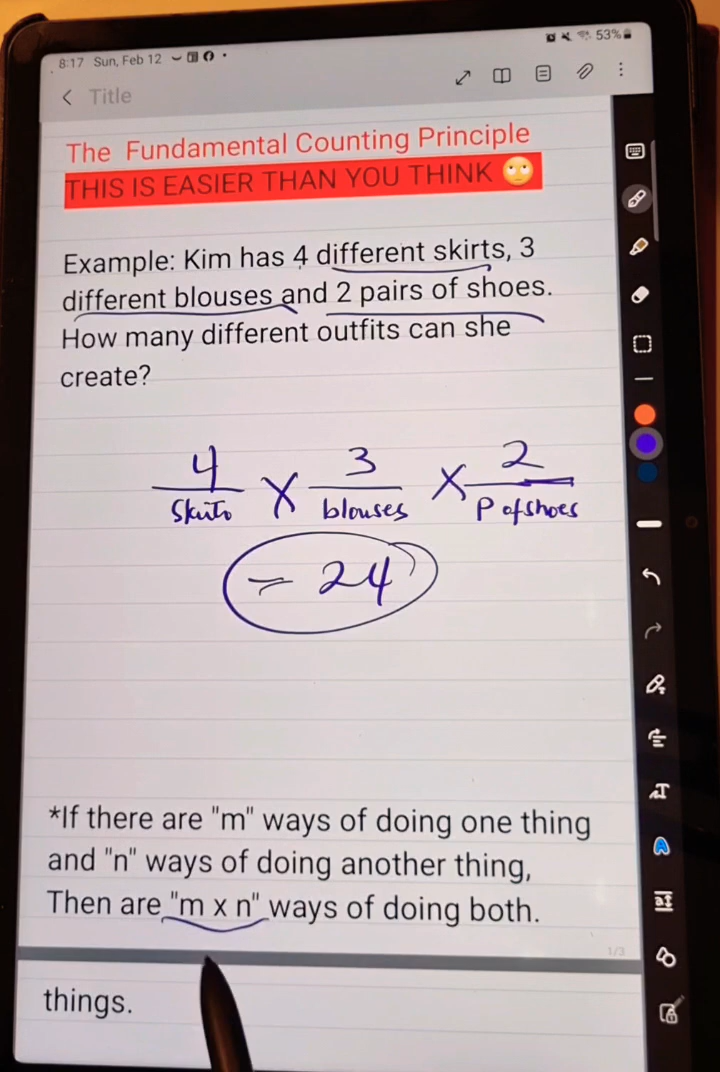 8:17 Sun, Feb 12
53%
Title
The Fundamental Counting Principle
THIS IS EASIER THAN YOU THINK 🙄
Example: Kim has 4 different skirts, 3
different blouses and 2 pairs of shoes.
How many different outfits can she
create?
4 X 3 X 2
Skirts blouses P of shoes
= 24
*If there are "m" ways of doing one thing
and "n" ways of doing another thing,
Then are "m x n" ways of doing both.
1/3
things.